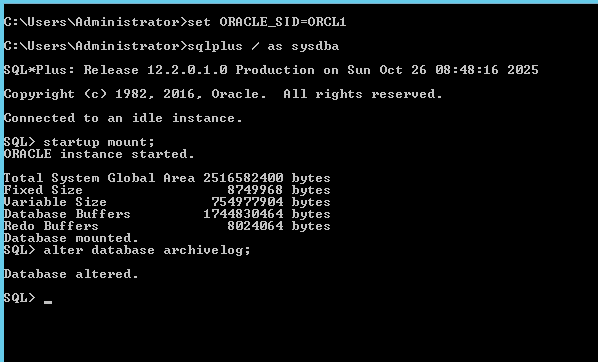 C:\Users\Administrator>set ORACLE_SID=ORCL1
C:\Users\Administrator>sqlplus / as sysdba
SQL*Plus: Release 12.2.0.1.0 Production on Sun Oct 26 08:48:16 2025
Copyright (c) 1982, 2016, Oracle.  All rights reserved.
Connected to an idle instance.
SQL> startup mount;
ORACLE instance started.
Total System Global Area 2516582400 bytes
Fixed Size                  8749968 bytes
Variable Size             754977904 bytes
Database Buffers         1744830464 bytes
Redo Buffers                8024064 bytes
Database mounted.
SQL> alter database archivelog;
Database altered.
SQL> _